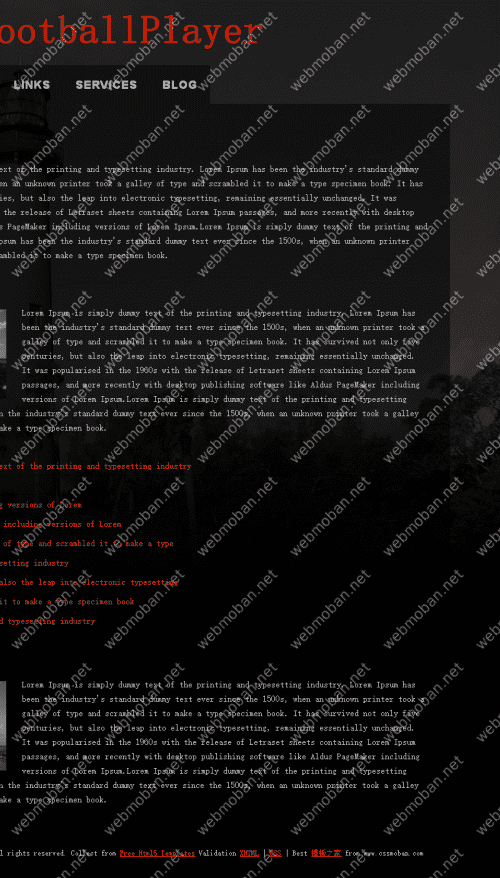 ootballPlayer
LINKS SERVICES BLOG
ext of the printing and typesetting industry. Lorem Ipsum has been the industry's standard dummy
en an unknown printer took a galley of type and scrambled it to make a type specimen book. It has
ies, but also the leap into electronic typesetting, remaining essentially unchanged. It was
the release of Letraset sheets containing Lorem Ipsum passages, and more recently with desktop
s PageMaker including versions of Lorem Ipsum.Lorem Ipsum is simply dummy text of the printing and
psum has been the industry's standard dummy text ever since the 1500s, when an unknown printer
ambled it to make a type specimen book.
Lorem Ipsum is simply dummy text of the printing and typesetting industry. Lorem Ipsum has
been the industry's standard dummy text ever since the 1500s, when an unknown printer took a
galley of type and scrambled it to make a type specimen book. It has survived not only five
centuries, but also the leap into electronic typesetting, remaining essentially unchanged.
It was popularised in the 1960s with the release of Letraset sheets containing Lorem Ipsum
passages, and more recently with desktop publishing software like Aldus PageMaker including
versions of Lorem Ipsum.Lorem Ipsum is simply dummy text of the printing and typesetting
n the industry's standard dummy text ever since the 1500s, when an unknown printer took a galley
ake a type specimen book.
ext of the printing and typesetting industry
g versions of Lorem
including versions of Lorem
of type and scrambled it to make a type
setting industry
also the leap into electronic typesetting
it to make a type specimen book
d typesetting industry
Lorem Ipsum is simply dummy text of the printing and typesetting industry. Lorem Ipsum has
been the industry's standard dummy text ever since the 1500s, when an unknown printer took a
galley of type and scrambled it to make a type specimen book. It has survived not only five
centuries, but also the leap into electronic typesetting, remaining essentially unchanged.
It was popularised in the 1960s with the release of Letraset sheets containing Lorem Ipsum
passages, and more recently with desktop publishing software like Aldus PageMaker including
versions of Lorem Ipsum.Lorem Ipsum is simply dummy text of the printing and typesetting
n the industry's standard dummy text ever since the 1500s, when an unknown printer took a galley
ake a type specimen book.
l rights reserved. Collect from Free Html5 Templates Validation XHTML | CSS | Best 模板之家 from www.cssmoban.com
webmoban.net